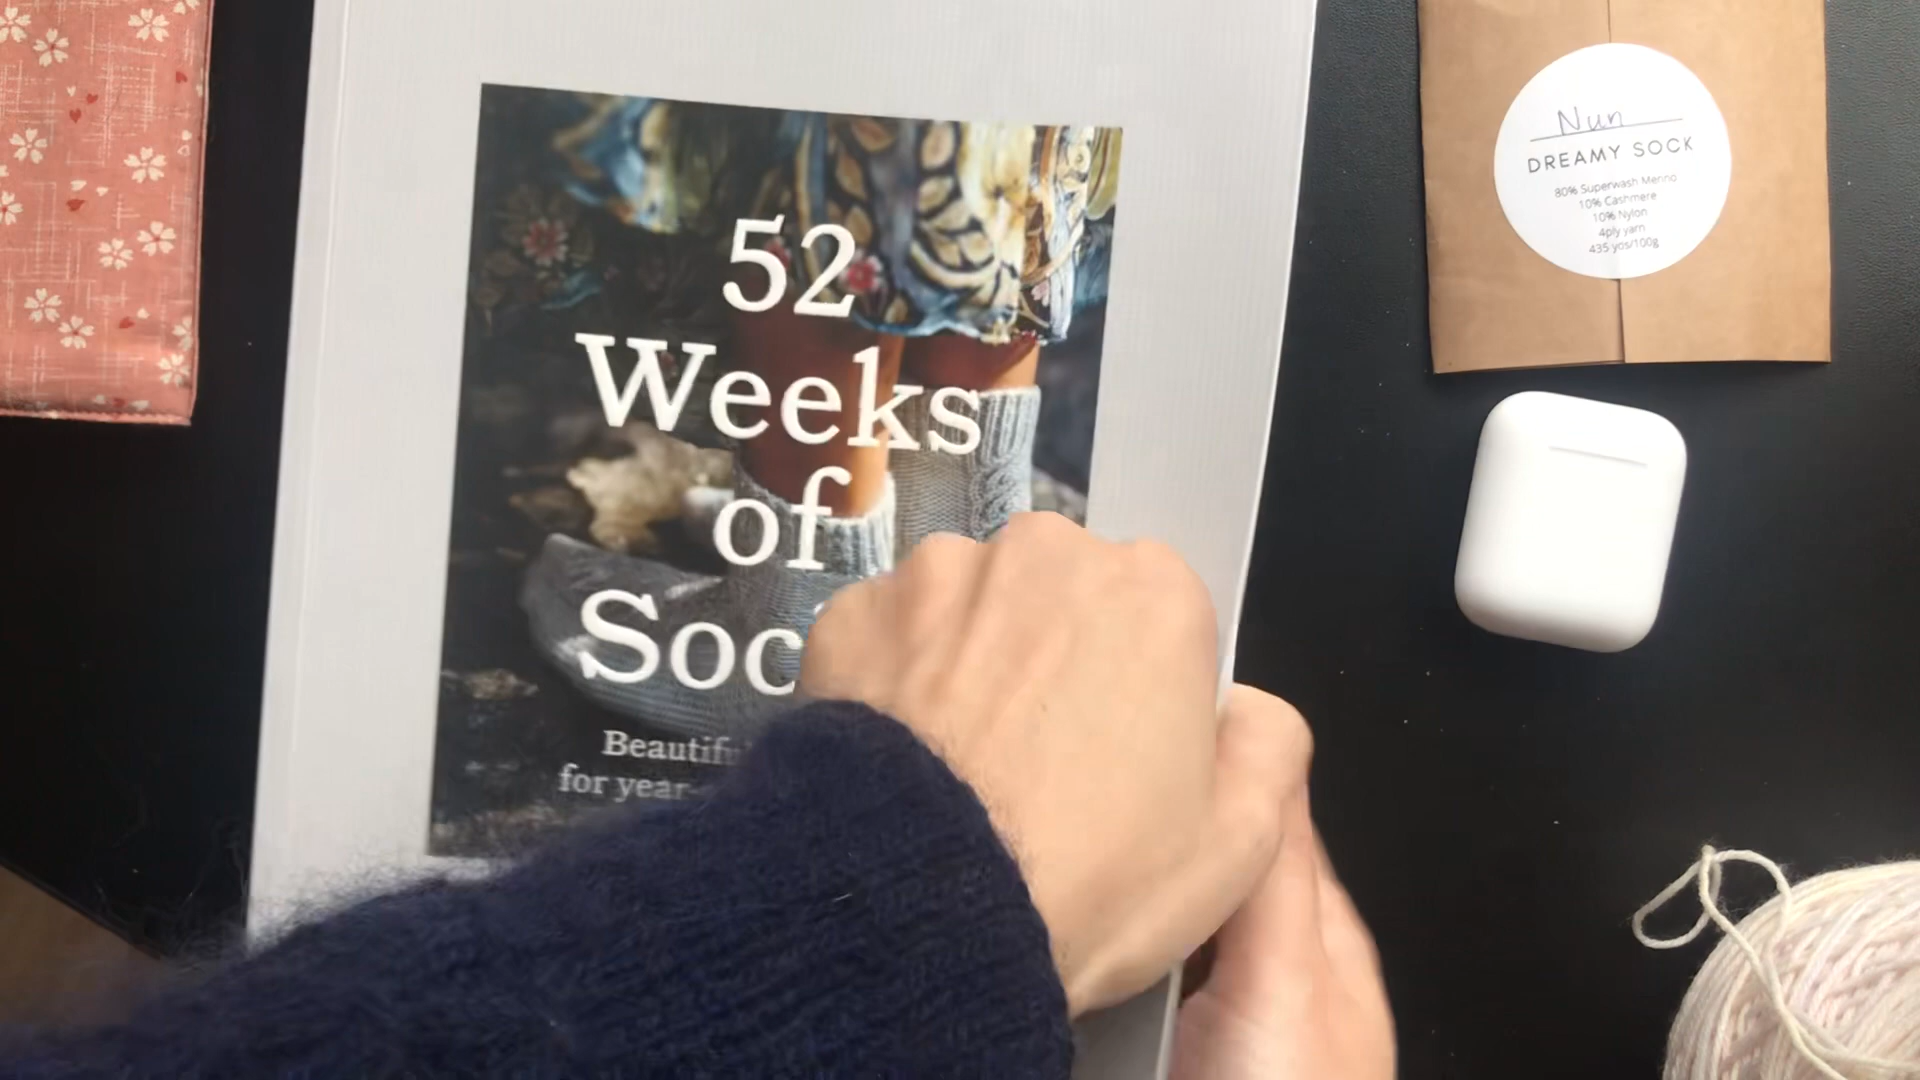 52
Weeks
of
Soc
Beautifu
for year-
Nun
DREAMY SOCK
80% Superwash Merino
10% Cashmere
10% Nylon
4ply yarn
435 yds/100g